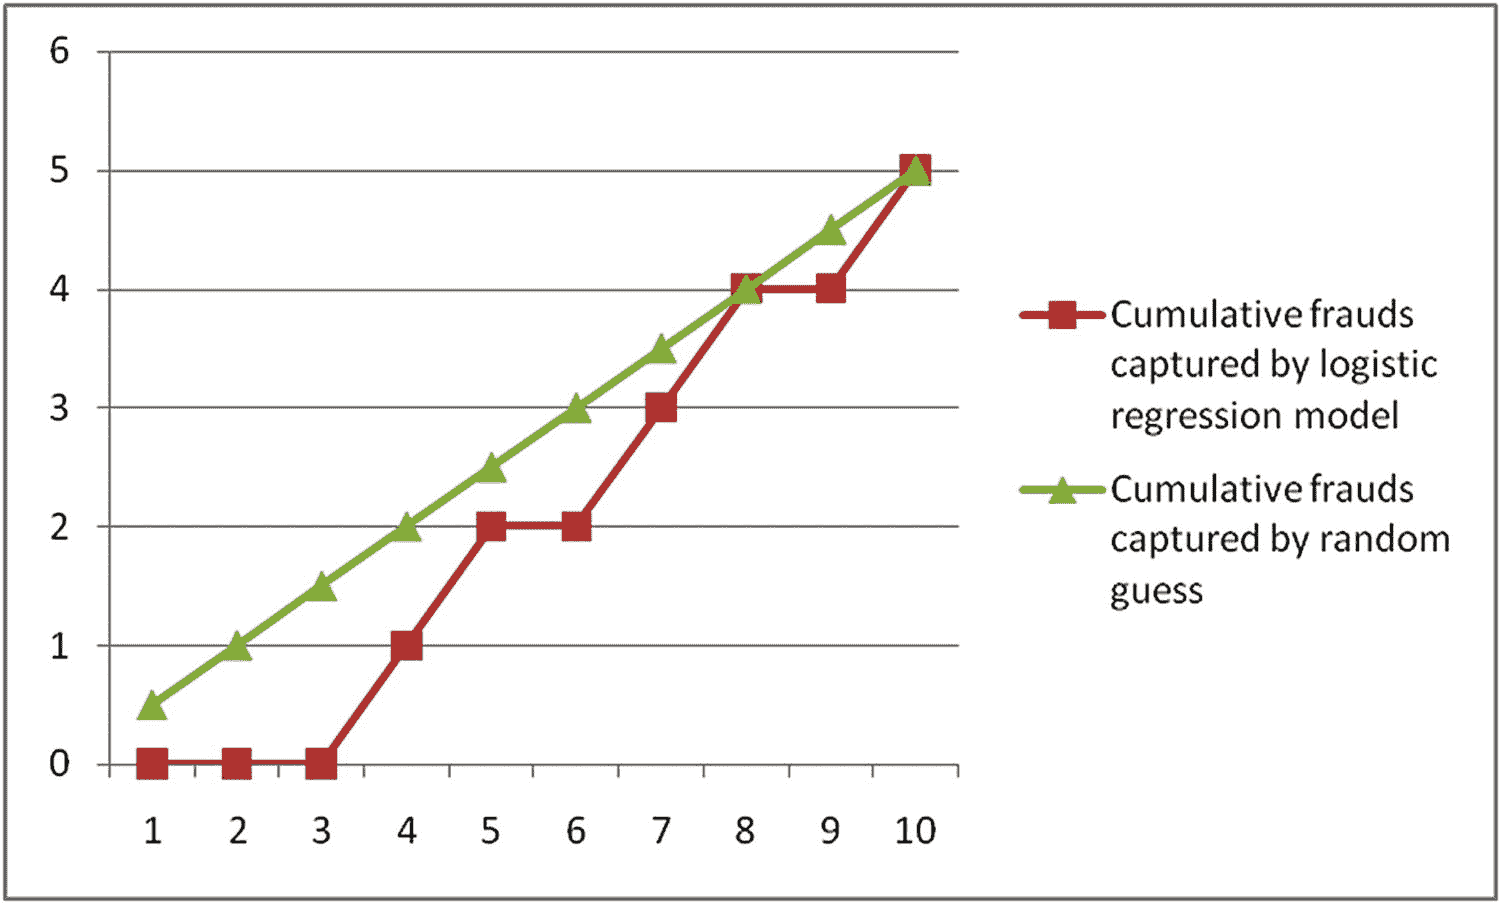 6
5
4
3
2
1
0
1 2 3 4 5 6 7 8 9 10
Cumulative frauds
captured by logistic
regression model
Cumulative frauds
captured by random
guess